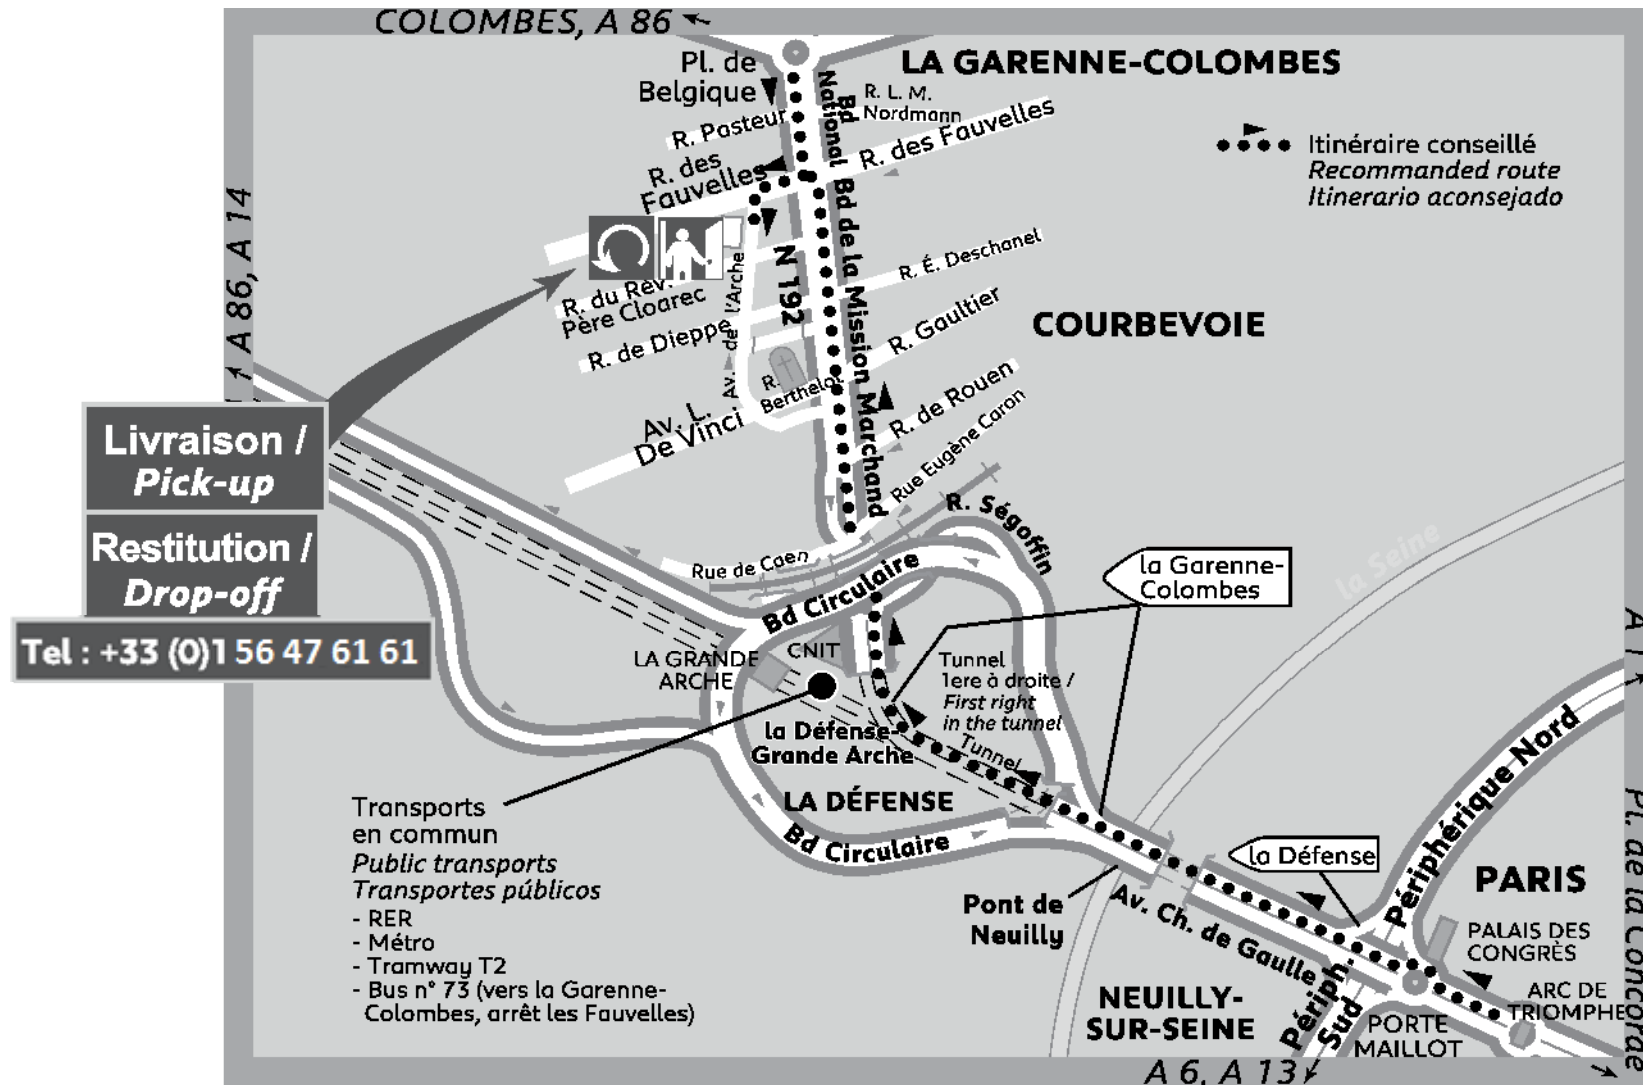 COLOMBES, A 86
Pl. de
Belgique
LA GARENNE-COLOMBES
Bd
National
R. L. M.
Nordmann
R. Pasteur
R. des Fauvelles
R. des
Fauvelles
Itinéraire conseillé
Recommanded route
Itinerario aconsejado
A 86, A 14
Bd de la Mission Marchand
N 192
R. É. Deschanel
R. du Rév.
Père Cloarec
Av. de l'Arche
R. de Dieppe
R. Gaultier
COURBEVOIE
R.
Berthelot
R. de Rouen
Av. L.
De Vinci
Rue Eugène Caron
Livraison /
Pick-up
Restitution /
Drop-off
Tel : +33 (0)1 56 47 61 61
R. Ségoffin
Rue de Caen
Bd Circulaire
la Garenne-
Colombes
la Seine
A 1
CNIT
LA GRANDE
ARCHE
Tunnel
1ere à droite /
First right
in the tunnel
la Défense-
Grande Arche
Tunnel
LA DÉFENSE
Bd Circulaire
Transports
en commun
Public transports
Transportes públicos
- RER
- Métro
- Tramway T2
- Bus n° 73 (vers la Garenne-
Colombes, arrêt les Fauvelles)
la Défense
Périphérique Nord
PARIS
Pont de
Neuilly
Av. Ch. de Gaulle
PALAIS DES
CONGRÈS
NEUILLY-
SUR-SEINE
Périph.
Sud
PORTE
MAILLOT
ARC DE
TRIOMPHE
Pl. de la Concorde
A 6, A 13